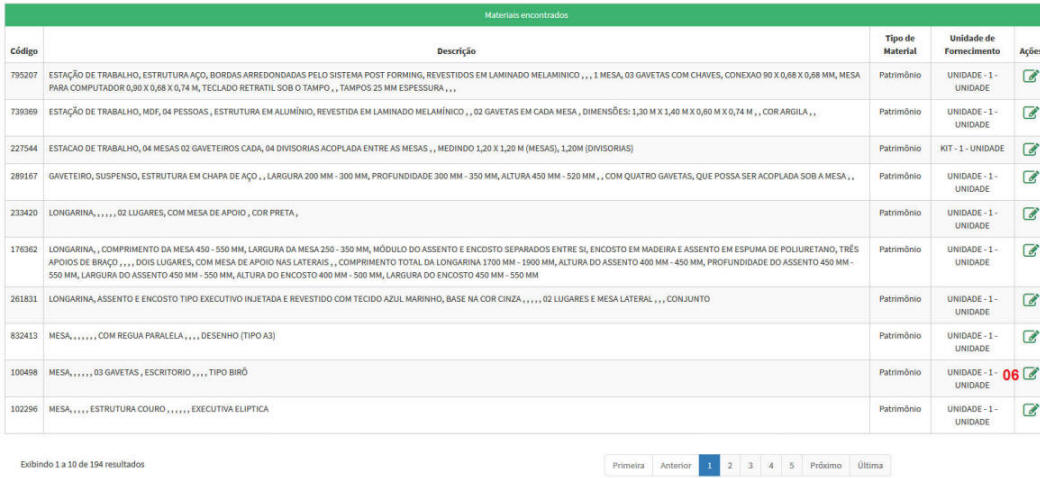 Materiais encontrados
Código Descrição Tipo de Material Unidade de Fornecimento Ações
795207 ESTAÇÃO DE TRABALHO, ESTRUTURA AÇO, BORDAS ARREDONDADAS PELO SISTEMA POST FORMING, REVESTIDOS EM LAMINADO MELAMINICO , , , 1 MESA, 03 GAVETAS COM CHAVES, CONEXAO 90 X 0,68 X 0,68 MM, MESA Patrimônio UNIDADE - 1 -
PARA COMPUTADOR 0,90 X 0,68 X 0,74 M, TECLADO RETRATIL SOB O TAMPO , , TAMPOS 25 MM ESPESSURA , , , UNIDADE
739369 ESTAÇÃO DE TRABALHO, MDF, 04 PESSOAS , ESTRUTURA EM ALUMÍNIO, REVESTIDA EM LAMINADO MELAMÍNICO , , 02 GAVETAS EM CADA MESA , DIMENSÕES: 1,30 M X 1,40 M X 0,60 M X 0,74 M , , COR ARGILA , , Patrimônio UNIDADE - 1 -
UNIDADE
227544 ESTACAO DE TRABALHO, 04 MESAS 02 GAVETEIROS CADA, 04 DIVISORIAS ACOPLADA ENTRE AS MESAS , , MEDINDO 1,20 X 1,20 M (MESAS), 1,20M (DIVISORIAS) Patrimônio KIT - 1 - UNIDADE
289167 GAVETEIRO, SUSPENSO, ESTRUTURA EM CHAPA DE AÇO , , LARGURA 200 MM - 300 MM, PROFUNDIDADE 300 MM - 350 MM, ALTURA 450 MM - 520 MM , , COM QUATRO GAVETAS, QUE POSSA SER ACOPLADA SOB A MESA , , Patrimônio UNIDADE - 1 -
UNIDADE
233420 LONGARINA, , , , , , 02 LUGARES, COM MESA DE APOIO , COR PRETA , Patrimônio UNIDADE - 1 -
UNIDADE
176362 LONGARINA, , COMPRIMENTO DA MESA 450 - 550 MM, LARGURA DA MESA 250 - 350 MM, MÓDULO DO ASSENTO E ENCOSTO SEPARADOS ENTRE SI, ENCOSTO EM MADEIRA E ASSENTO EM ESPUMA DE POLIURETANO, TRÊS Patrimônio UNIDADE - 1 -
APOIOS DE BRAÇO , , , , DOIS LUGARES, COM MESA DE APOIO NAS LATERAIS , , COMPRIMENTO TOTAL DA LONGARINA 1700 MM - 1900 MM, ALTURA DO ASSENTO 400 MM - 450 MM, PROFUNDIDADE DO ASSENTO 450 MM - UNIDADE
550 MM, LARGURA DO ASSENTO 450 MM - 550 MM, ALTURA DO ENCOSTO 400 MM - 500 MM, LARGURA DO ENCOSTO 450 MM - 550 MM
261831 LONGARINA, ASSENTO E ENCOSTO TIPO EXECUTIVO INJETADA E REVESTIDO COM TECIDO AZUL MARINHO, BASE NA COR CINZA , , , , , 02 LUGARES E MESA LATERAL , , , CONJUNTO Patrimônio UNIDADE - 1 -
UNIDADE
832413 MESA, , , , , , , COM REGUA PARALELA , , , , DESENHO (TIPO A3) Patrimônio UNIDADE - 1 -
UNIDADE
100498 MESA, , , , , , 03 GAVETAS , ESCRITORIO , , , , TIPO BIRÔ Patrimônio UNIDADE - 1 - 06
UNIDADE
102296 MESA, , , , , ESTRUTURA COURO , , , , , , EXECUTIVA ELIPTICA Patrimônio UNIDADE - 1 -
UNIDADE
Exibindo 1 a 10 de 194 resultados Primeira Anterior 1 2 3 4 5 Próximo Última